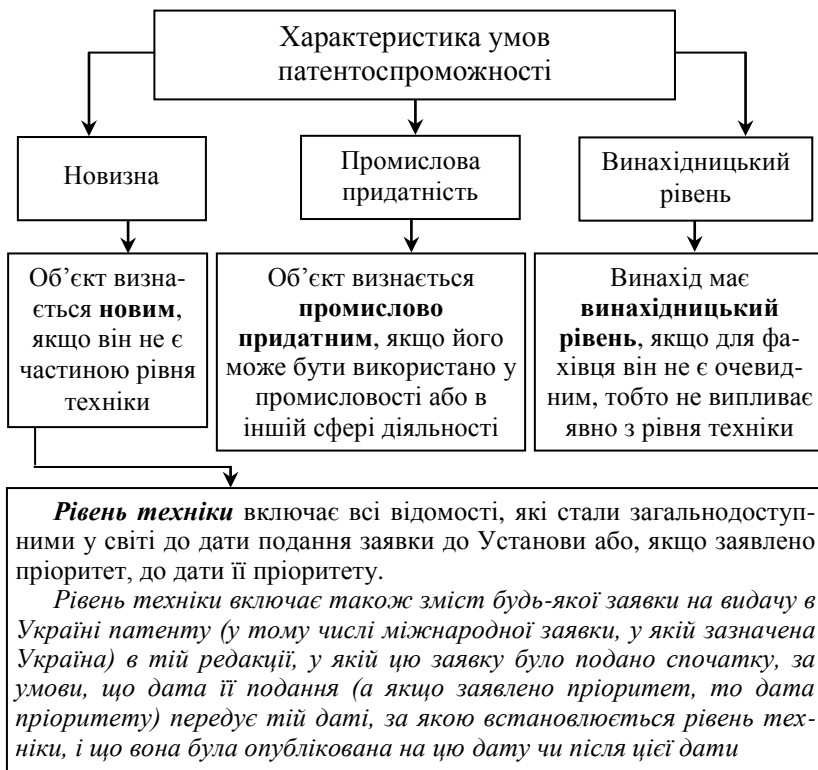 Характеристика умов
патентоспроможності
Новизна
Промислова
придатність
Винахідницький
рівень
Об’єкт визна-
ється новим,
якщо він не є
частиною рівня
техніки
Об’єкт визнається
промислово
придатним, якщо його
може бути використано у
промисловості або в
іншій сфері діяльності
Винахід має
винахідницький
рівень, якщо для фа-
хівця він не є очевид-
ним, тобто не випливає
явно з рівня техніки
Рівень техніки включає всі відомості, які стали загальнодоступ-
ними у світі до дати подання заявки до Установи або, якщо заявлено
пріоритет, до дати її пріоритету.
Рівень техніки включає також зміст будь-якої заявки на видачу в
Україні патенту (у тому числі міжнародної заявки, у якій зазначена
Україна) в тій редакції, у якій цю заявку було подано спочатку, за
умови, що дата її подання (а якщо заявлено пріоритет, то дата
пріоритету) передує тій даті, за якою встановлюється рівень тех-
ніки, і що вона була опублікована на цю дату чи після цієї дати